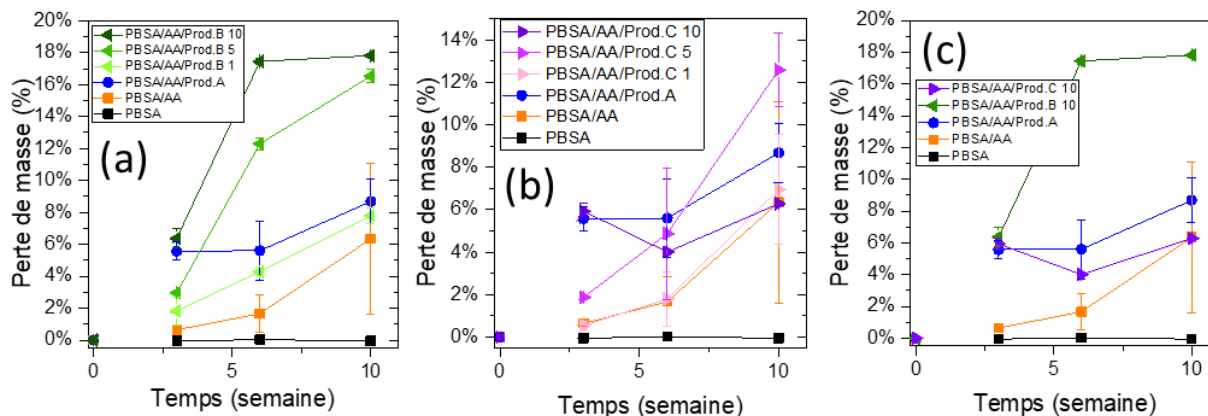 20%
18%
16%
14%
12%
10%
8%
6%
4%
2%
0%
Perte de masse (%)
PBSA/AA/Prod.B 10
PBSA/AA/Prod.B 5
PBSA/AA/Prod.B 1
PBSA/AA/Prod.A
PBSA/AA
PBSA
(a)
0
5
10
Temps (semaine)
14%
12%
10%
8%
6%
4%
2%
0%
Perte de masse (%)
PBSA/AA/Prod.C 10
PBSA/AA/Prod.C 5
PBSA/AA/Prod.C 1
PBSA/AA/Prod.A
PBSA/AA
PBSA
(b)
0
5
10
Temps (semaine)
20%
18%
16%
14%
12%
10%
8%
6%
4%
2%
0%
Perte de masse (%)
(c)
PBSA/AA/Prod.C 10
PBSA/AA/Prod.B 10
PBSA/AA/Prod.A
PBSA/AA
PBSA
0
5
10
Temps (semaine)